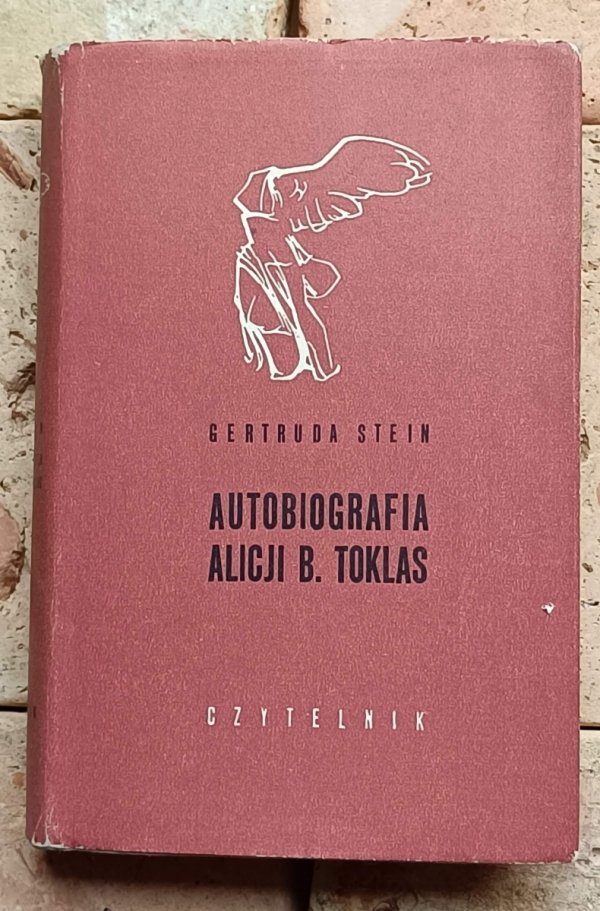 GERTRUDA STEIN
AUTOBIOGRAFIA
ALICJI B. TOKLAS
CZYTELNIK